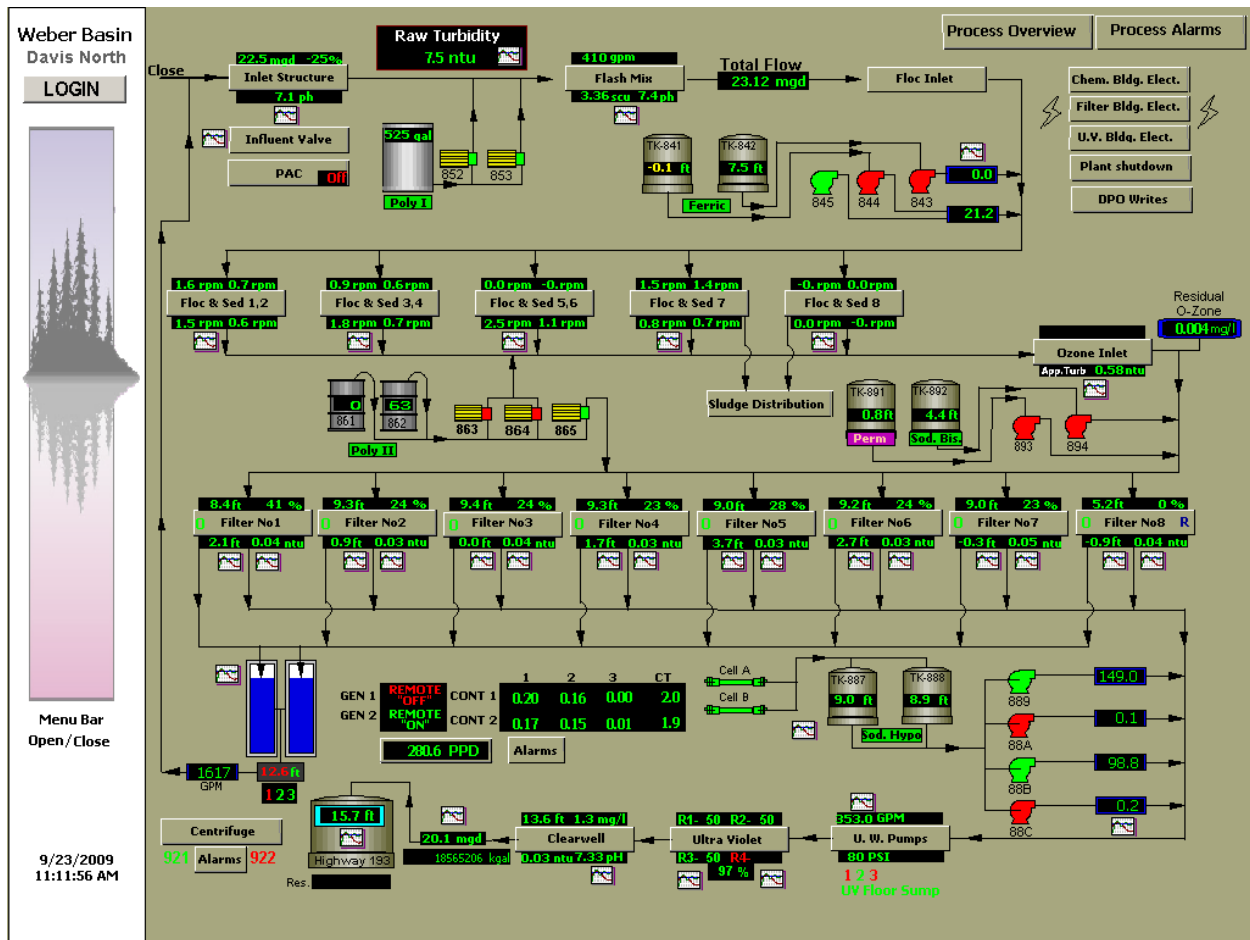 Weber Basin
Davis North
LOGIN
Menu Bar
Open/Close
9/23/2009
11:11:56 AM
Process Overview
Process Alarms
Raw Turbidity
7.5 ntu
Close
22.5 mgd -25%
Inlet Structure
7.1 ph
Influent Valve
PAC Off
410 gpm
Flash Mix
3.36 scu 7.4 ph
Total Flow
23.12 mgd
Floc Inlet
Chem. Bldg. Elect.
Filter Bldg. Elect.
U.V. Bldg. Elect.
Plant shutdown
DPO Writes
525 gal
Poly I
852 853
TK-841 TK-842
-0.1 ft 7.5 ft
Ferric
845 844 843
0.0
21.2
1.6 rpm 0.7 rpm
Floc & Sed 1,2
1.5 rpm 0.6 rpm
0.9 rpm 0.6 rpm
Floc & Sed 3,4
1.8 rpm 0.7 rpm
0.0 rpm -0. rpm
Floc & Sed 5,6
2.5 rpm 1.1 rpm
1.5 rpm 1.4 rpm
Floc & Sed 7
0.8 rpm 0.7 rpm
-0. rpm 0.0 rpm
Floc & Sed 8
0.0 rpm -0. rpm
Residual
O-Zone
0.004 mg/l
Ozone Inlet
App.Turb 0.58 ntu
0 63
861 862
Poly II
863 864 865
Sludge Distribution
TK-891 TK-892
0.8 ft 4.4 ft
Perm Sod. Bis.
893 894
8.4 ft 41 %
0 Filter No1
2.1 ft 0.04 ntu
9.3 ft 24 %
0 Filter No2
0.9 ft 0.03 ntu
9.4 ft 24 %
0 Filter No3
0.0 ft 0.04 ntu
9.3 ft 23 %
0 Filter No4
1.7 ft 0.03 ntu
9.0 ft 28 %
0 Filter No5
3.7 ft 0.03 ntu
9.2 ft 24 %
0 Filter No6
2.7 ft 0.03 ntu
9.0 ft 23 %
0 Filter No7
-0.3 ft 0.05 ntu
5.2 ft 0 %
0 Filter No8 R
-0.9 ft 0.04 ntu
1617
GPM
12.6 ft
1 2 3
GEN 1 REMOTE "OFF"
GEN 2 REMOTE "ON"
1 2 3 CT
CONT 1 0.20 0.16 0.00 2.0
CONT 2 0.17 0.15 0.01 1.9
280.6 PPD
Alarms
Cell A
Cell B
TK-887 TK-888
9.0 ft 8.9 ft
Sod. Hypo
889
149.0
88A
0.1
88B
98.8
88C
0.2
Centrifuge
921 Alarms 922
15.7 ft
Highway 193
Res.
20.1 mgd
18565206 kgal
13.6 ft 1.3 mg/l
Clearwell
0.03 ntu 7.33 pH
R1- 50 R2- 50
Ultra Violet
R3- 50 R4-
97 %
353.0 GPM
U. W. Pumps
80 PSI
1 2 3
UV Floor Sump